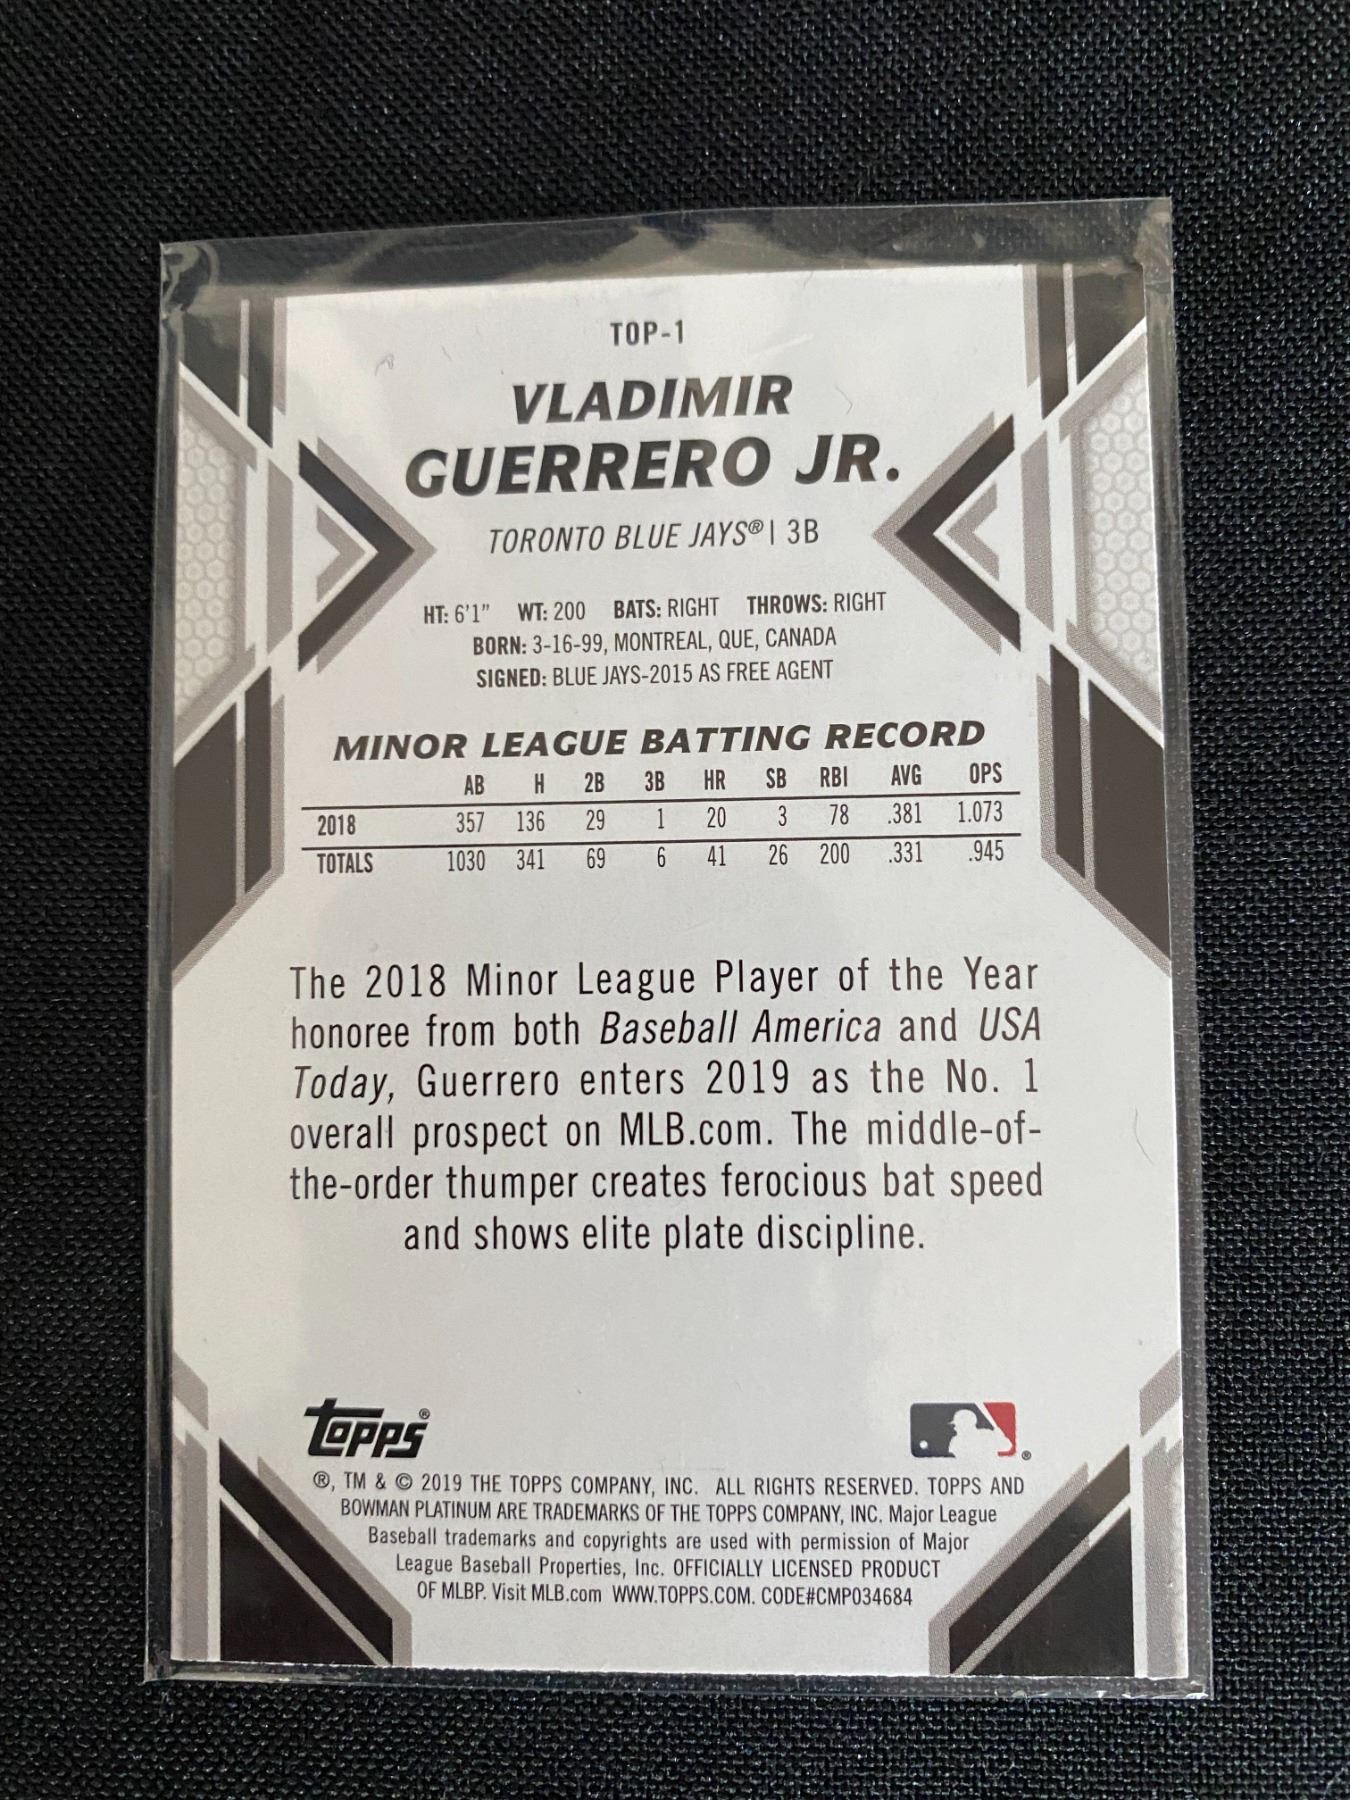 TOP-1
VLADIMIR
GUERRERO JR.
TORONTO BLUE JAYS® | 3B
HT: 6'1" WT: 200 BATS: RIGHT THROWS: RIGHT
BORN: 3-16-99, MONTREAL, QUE, CANADA
SIGNED: BLUE JAYS-2015 AS FREE AGENT
MINOR LEAGUE BATTING RECORD
AB H 2B 3B HR SB RBI AVG OPS
2018 357 136 29 1 20 3 78 .381 1.073
TOTALS 1030 341 69 6 41 26 200 .331 .945
The 2018 Minor League Player of the Year
honoree from both Baseball America and USA
Today, Guerrero enters 2019 as the No. 1
overall prospect on MLB.com. The middle-of-
the-order thumper creates ferocious bat speed
and shows elite plate discipline.
topps®
®
®, TM & © 2019 THE TOPPS COMPANY, INC. ALL RIGHTS RESERVED. TOPPS AND
BOWMAN PLATINUM ARE TRADEMARKS OF THE TOPPS COMPANY, INC. Major League
Baseball trademarks and copyrights are used with permission of Major
League Baseball Properties, Inc. OFFICIALLY LICENSED PRODUCT
OF MLBP. Visit MLB.com WWW.TOPPS.COM. CODE#CMP034684